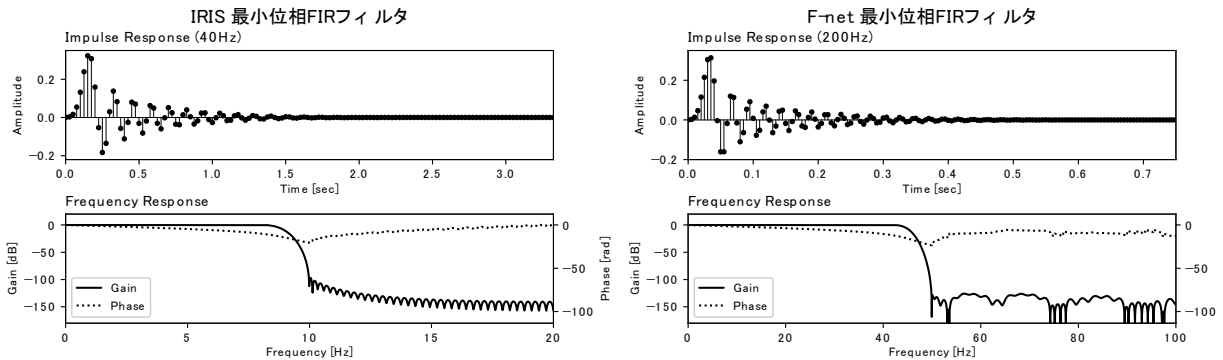 IRIS 最小位相FIRフィルタ
Impulse Response (40Hz)
Amplitude
0.2
0.0
−0.2
0.0 0.5 1.0 1.5 2.0 2.5 3.0
Time [sec]
Frequency Response
Gain [dB]
0
−50
−100
−150
Gain
Phase
0
−50
−100
Phase [rad]
0 5 10 15 20
Frequency [Hz]
F-net 最小位相FIRフィルタ
Impulse Response (200Hz)
Amplitude
0.2
0.0
−0.2
0.0 0.1 0.2 0.3 0.4 0.5 0.6 0.7
Time [sec]
Frequency Response
Gain [dB]
0
−50
−100
−150
Gain
Phase
0
−50
−100
0 20 40 60 80 100
Frequency [Hz]